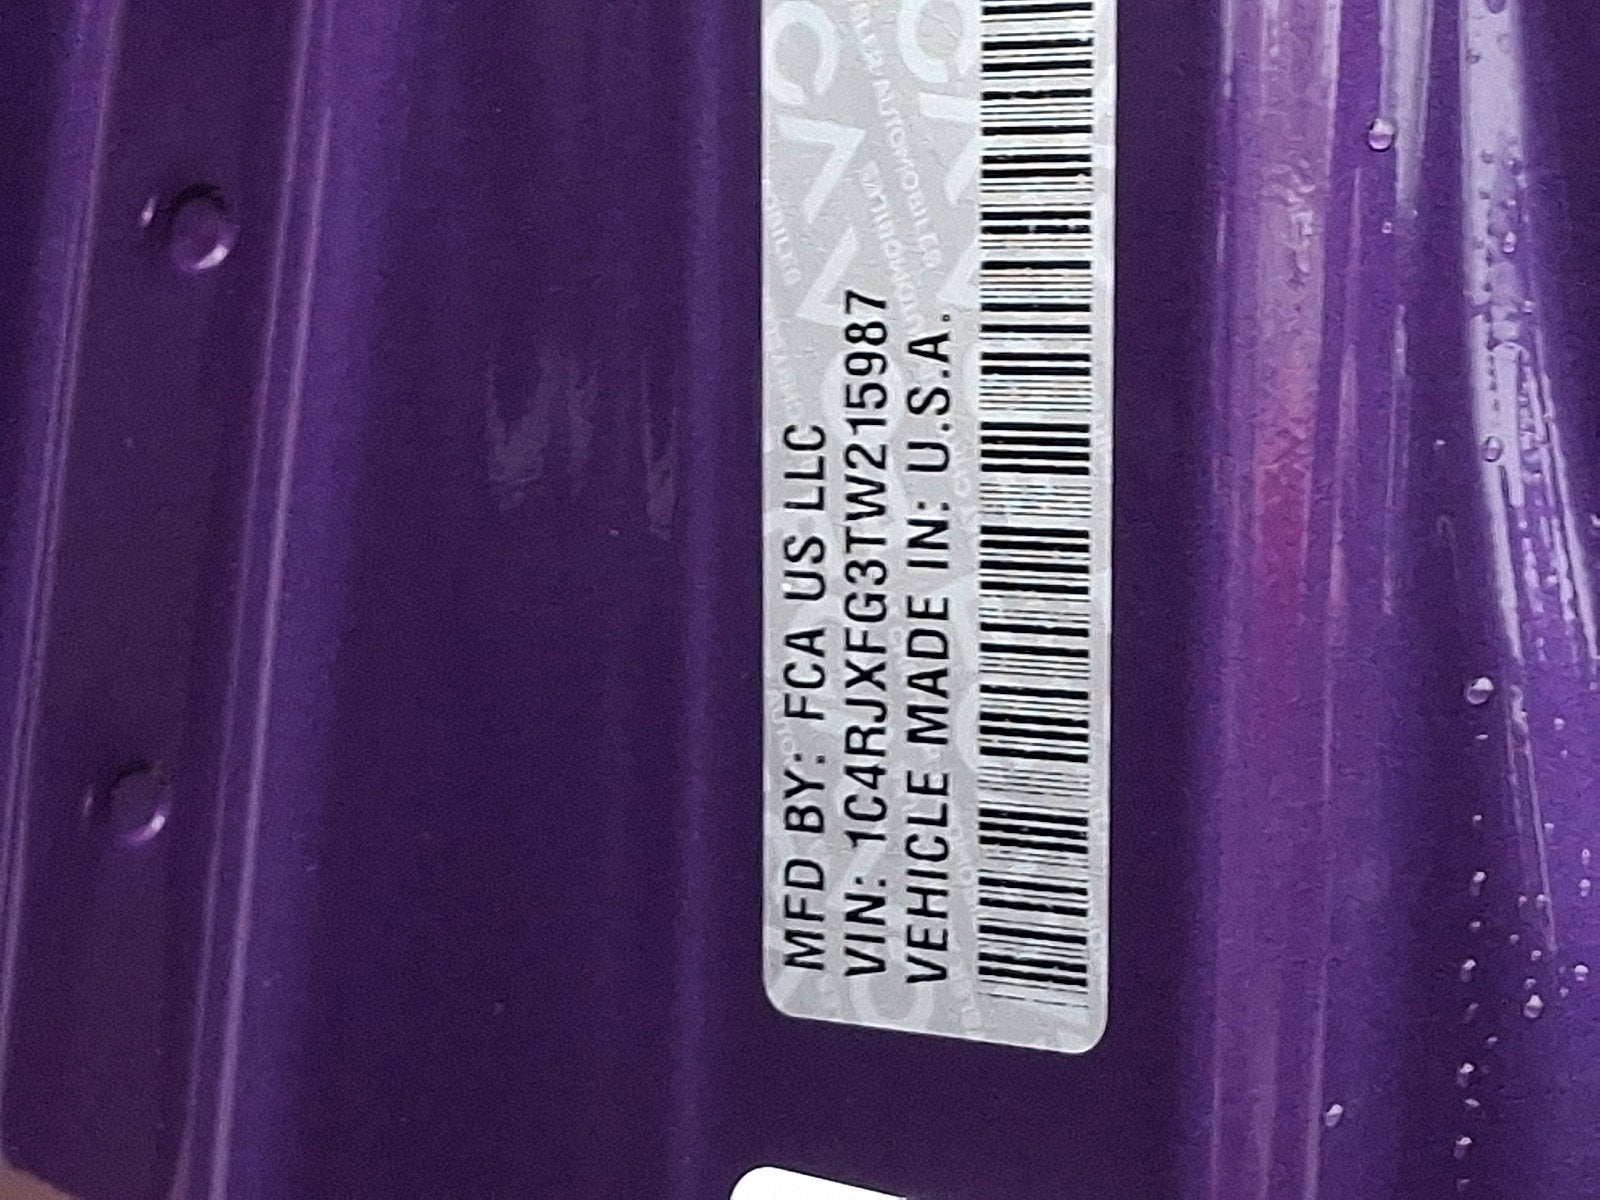 MFD BY: FCA US LLC
VIN: 1C4RJXFG3TW215987
VEHICLE MADE IN: U.S.A.